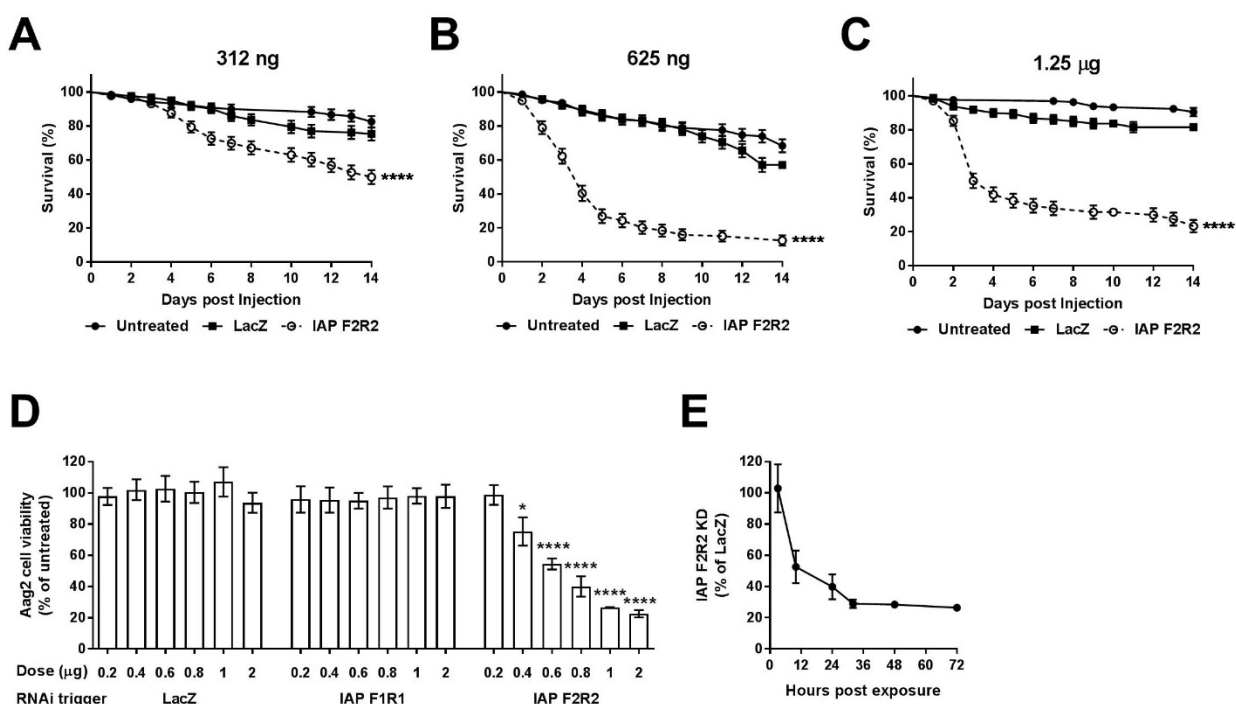 A
312 ng
Survival (%)
100
80
60
40
20
0
0 2 4 6 8 10 12 14
****
Days post Injection
Untreated LacZ IAP F2R2
B
625 ng
Survival (%)
100
80
60
40
20
0
0 2 4 6 8 10 12 14
****
Days post Injection
Untreated LacZ IAP F2R2
C
1.25 μg
Survival (%)
100
80
60
40
20
0
0 2 4 6 8 10 12 14
****
Days post Injection
Untreated LacZ IAP F2R2
D
Aag2 cell viability
(% of untreated)
120
100
80
60
40
20
0
* **** **** **** ****
Dose (μg) 0.2 0.4 0.6 0.8 1 2 0.2 0.4 0.6 0.8 1 2 0.2 0.4 0.6 0.8 1 2
RNAi trigger LacZ IAP F1R1 IAP F2R2
E
IAP F2R2 KD
(% of LacZ)
120
100
80
60
40
20
0
0 12 24 36 48 60 72
Hours post exposure